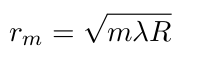 $r_m = \sqrt{m\lambda R}$